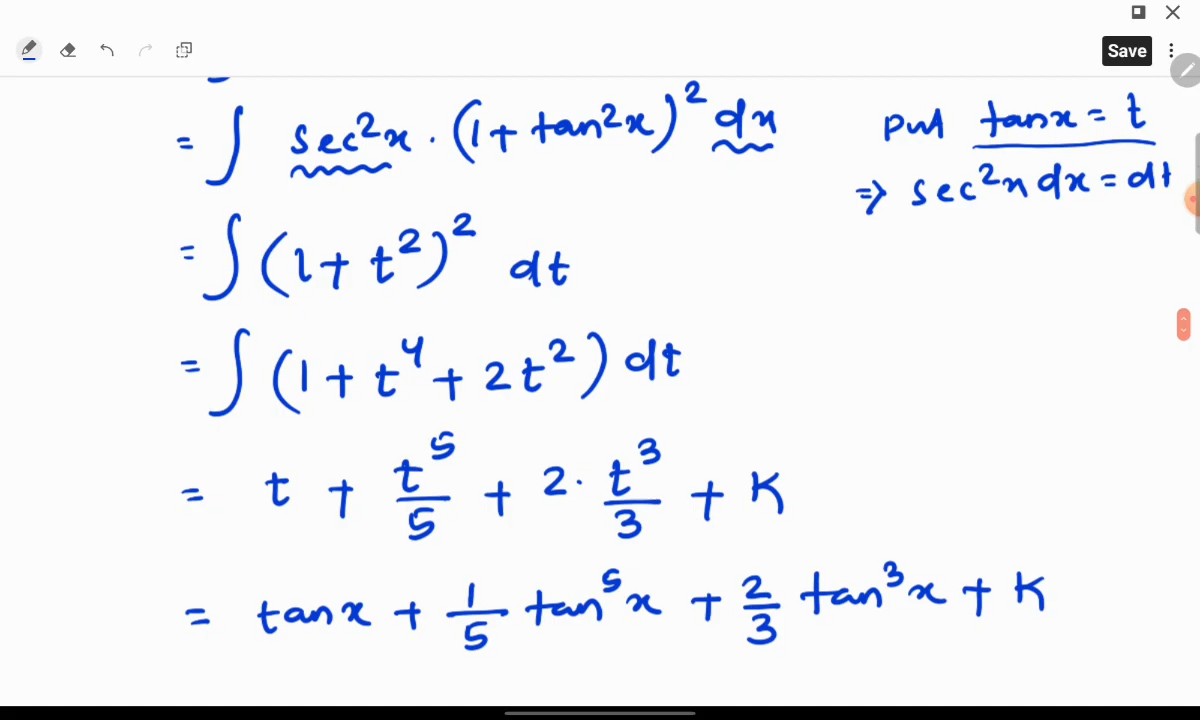 Save
= ∫ sec²x · (1 + tan²x)² dx
put tanx = t
⇒ sec²x dx = dt
= ∫ (1 + t²)² dt
= ∫ (1 + t⁴ + 2t²) dt
= t + t⁵/5 + 2 · t³/3 + K
= tanx + 1/5 tan⁵x + 2/3 tan³x + K